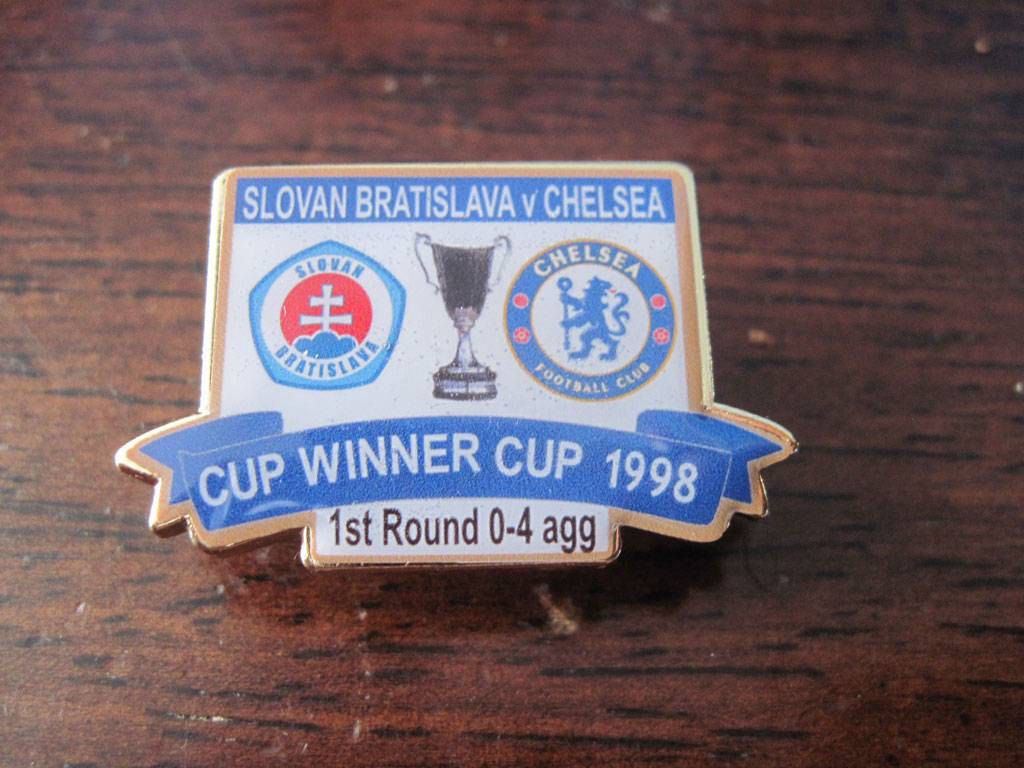 SLOVAN BRATISLAVA v CHELSEA
SLOVAN
BRATISLAVA
CHELSEA
FOOTBALL CLUB
CUP WINNER CUP 1998
1st Round 0-4 agg